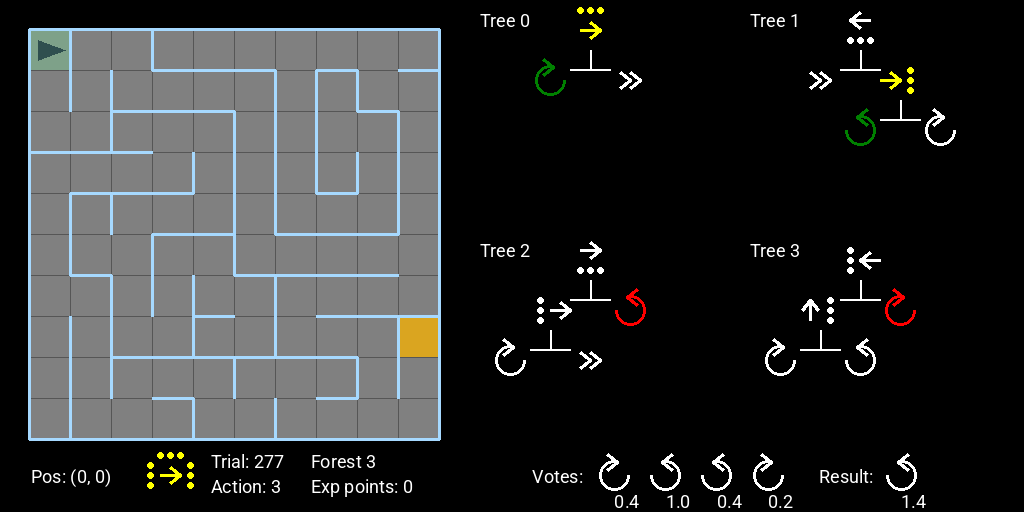 Tree 0
Tree 1
Tree 2
Tree 3
Pos: (0, 0)
Trial: 277
Forest 3
Action: 3
Exp points: 0
Votes:
0.4
1.0
0.4
0.2
Result:
1.4